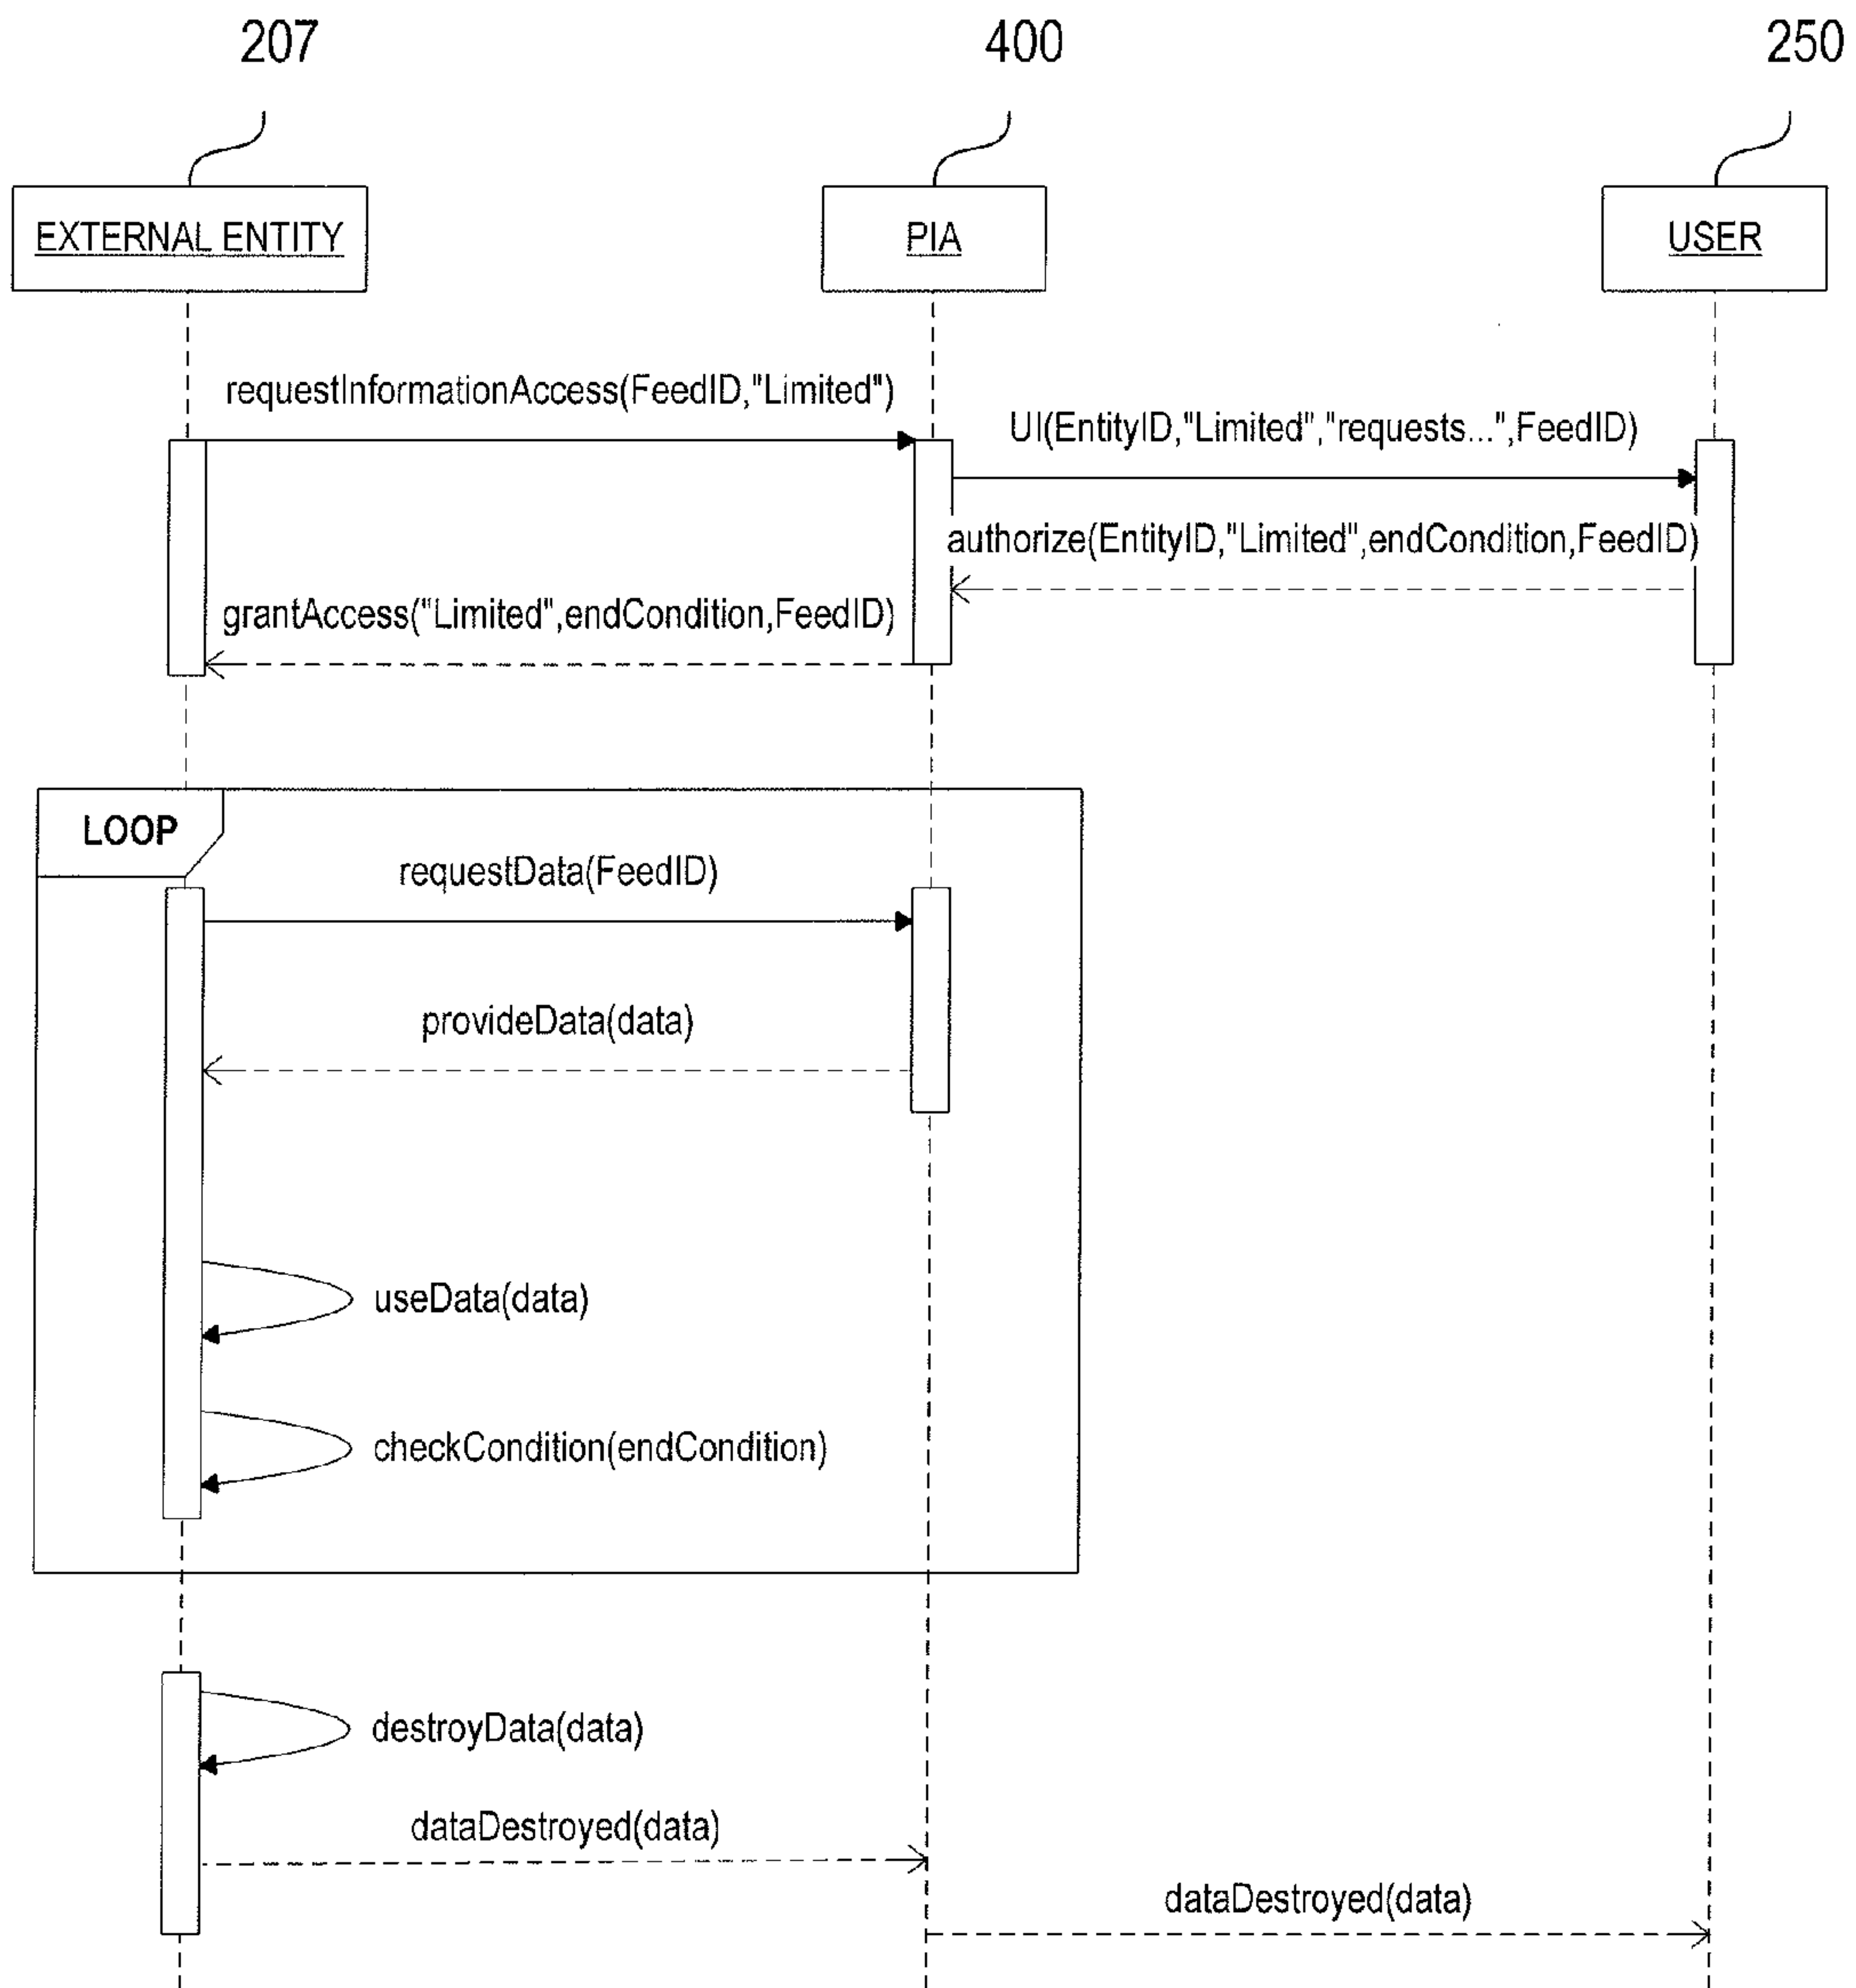 207
400
250
EXTERNAL ENTITY
PIA
USER
requestInformationAccess(FeedID,"Limited")
UI(EntityID,"Limited","requests...",FeedID)
authorize(EntityID,"Limited",endCondition,FeedID)
grantAccess("Limited",endCondition,FeedID)
LOOP
requestData(FeedID)
provideData(data)
useData(data)
checkCondition(endCondition)
destroyData(data)
dataDestroyed(data)
dataDestroyed(data)